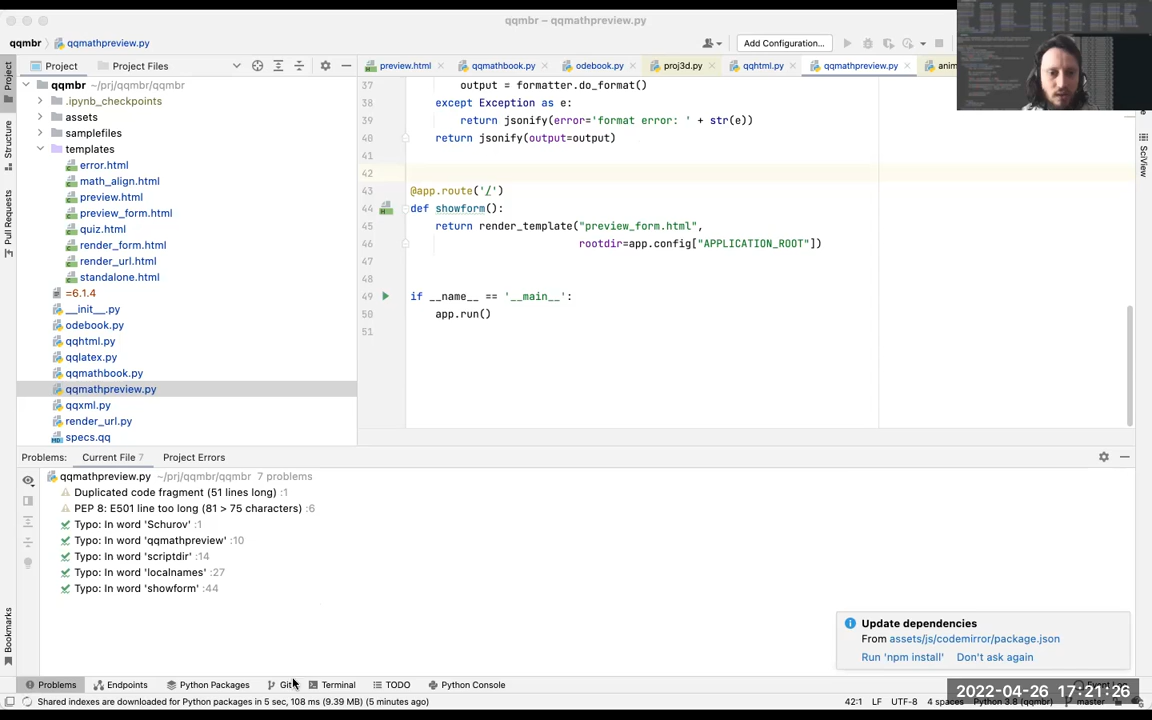 qqmbr – qqmathpreview.py
qqmbr
qqmathpreview.py
Add Configuration...
Project
Project Files
preview.html
qqmathbook.py
odebook.py
proj3d.py
qqhtml.py
qqmathpreview.py
anim
Project
Structure
Pull Requests
Bookmarks
SciView
qqmbr ~/prj/qqmbr/qqmbr
.ipynb_checkpoints
assets
samplefiles
templates
error.html
math_align.html
preview.html
preview_form.html
quiz.html
render_form.html
render_url.html
standalone.html
=6.1.4
__init__.py
odebook.py
qqhtml.py
qqlatex.py
qqmathbook.py
qqmathpreview.py
qqxml.py
render_url.py
specs.qq
37 output = formatter.do_format()
38 except Exception as e:
39 return jsonify(error='format error: ' + str(e))
40 return jsonify(output=output)
41
42
43 @app.route('/')
44 def showform():
45 return render_template("preview_form.html",
46 rootdir=app.config["APPLICATION_ROOT"])
47
48
49 if __name__ == '__main__':
50 app.run()
51
Problems: Current File 7 Project Errors
qqmathpreview.py ~/prj/qqmbr/qqmbr 7 problems
Duplicated code fragment (51 lines long) :1
PEP 8: E501 line too long (81 > 75 characters) :6
Typo: In word 'Schurov' :1
Typo: In word 'qqmathpreview' :10
Typo: In word 'scriptdir' :14
Typo: In word 'localnames' :27
Typo: In word 'showform' :44
Update dependencies
From assets/js/codemirror/package.json
Run 'npm install' Don't ask again
Problems Endpoints Python Packages Git Terminal TODO Python Console
2022-04-26 17:21:26
Shared indexes are downloaded for Python packages in 5 sec, 108 ms (9.39 MB) (5 minutes ago)
42:1 LF UTF-8 4 spaces Python 3.8 (qqmbr) master